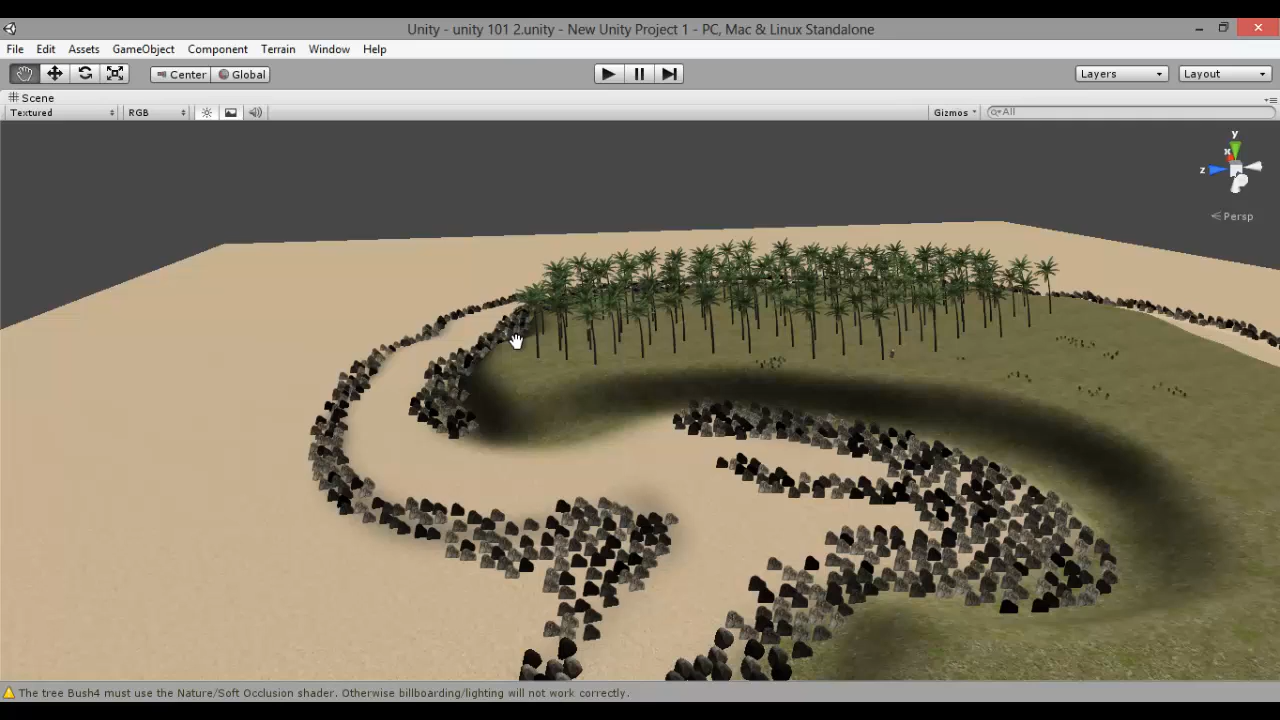 Unity - unity 101 2.unity - New Unity Project 1 - PC, Mac & Linux Standalone
File Edit Assets GameObject Component Terrain Window Help
Center Global Layers Layout
Scene
Textured RGB Gizmos All
y
x
z
Persp
The tree Bush4 must use the Nature/Soft Occlusion shader. Otherwise billboarding/lighting will not work correctly.